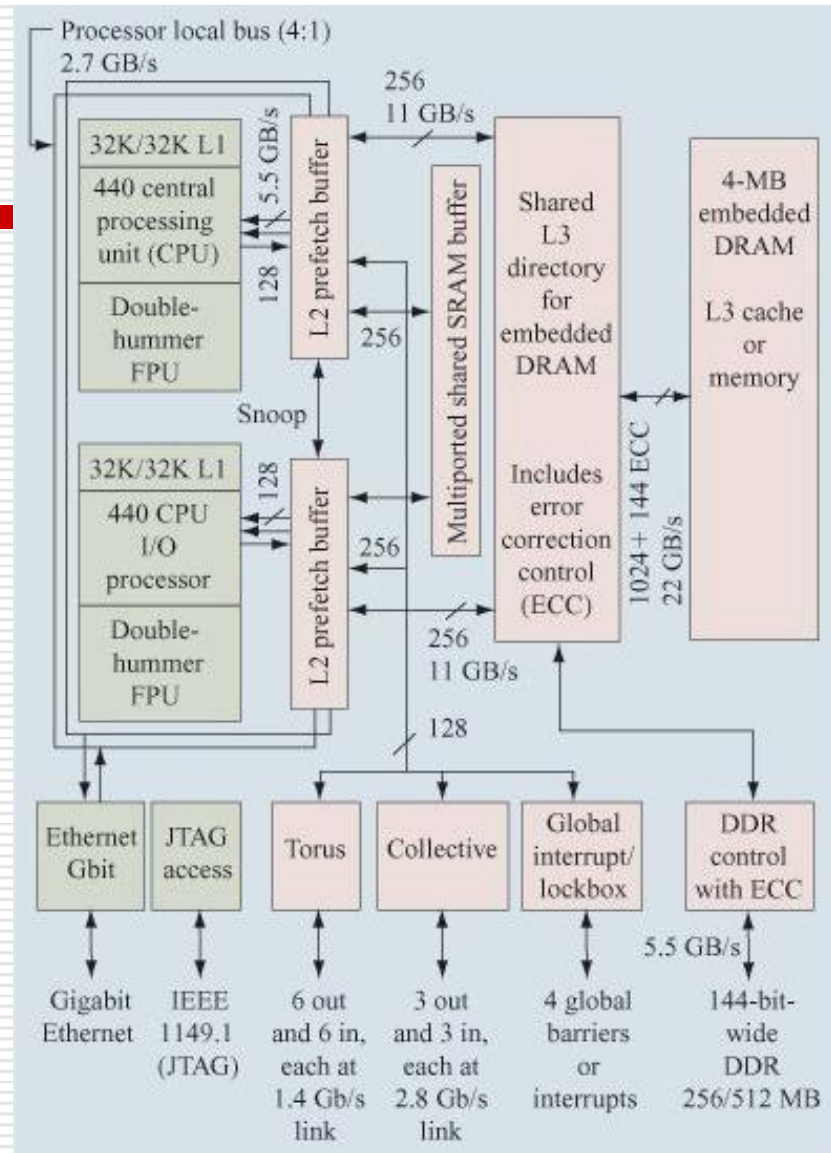 Processor local bus (4:1)
2.7 GB/s
32K/32K L1
440 central
processing
unit (CPU)
Double-
hummer
FPU
5.5 GB/s
128
L2 prefetch buffer
256
11 GB/s
256
Multiported shared SRAM buffer
Shared
L3
directory
for
embedded
DRAM
Includes
error
correction
control
(ECC)
1024+ 144 ECC
22 GB/s
4-MB
embedded
DRAM
L3 cache
or
memory
Snoop
32K/32K L1
440 CPU
I/O
processor
Double-
hummer
FPU
128
L2 prefetch buffer
256
256
11 GB/s
128
Ethernet
Gbit
JTAG
access
Torus
Collective
Global
interrupt/
lockbox
DDR
control
with ECC
5.5 GB/s
Gigabit
Ethernet
IEEE
1149.1
(JTAG)
6 out
and 6 in,
each at
1.4 Gb/s
link
3 out
and 3 in,
each at
2.8 Gb/s
link
4 global
barriers
or
interrupts
144-bit-
wide
DDR
256/512 MB